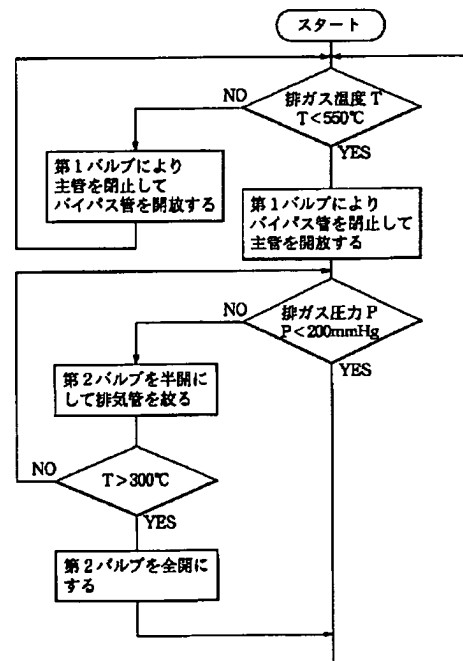 スタート
排ガス温度 T
T<550℃
NO
YES
第1バルブにより
主管を閉止して
バイパス管を開放する
第1バルブにより
バイパス管を閉止して
主管を開放する
排ガス圧力 P
P<200mmHg
NO
YES
第2バルブを半開に
して排気管を絞る
T>300℃
NO
YES
第2バルブを全開に
する